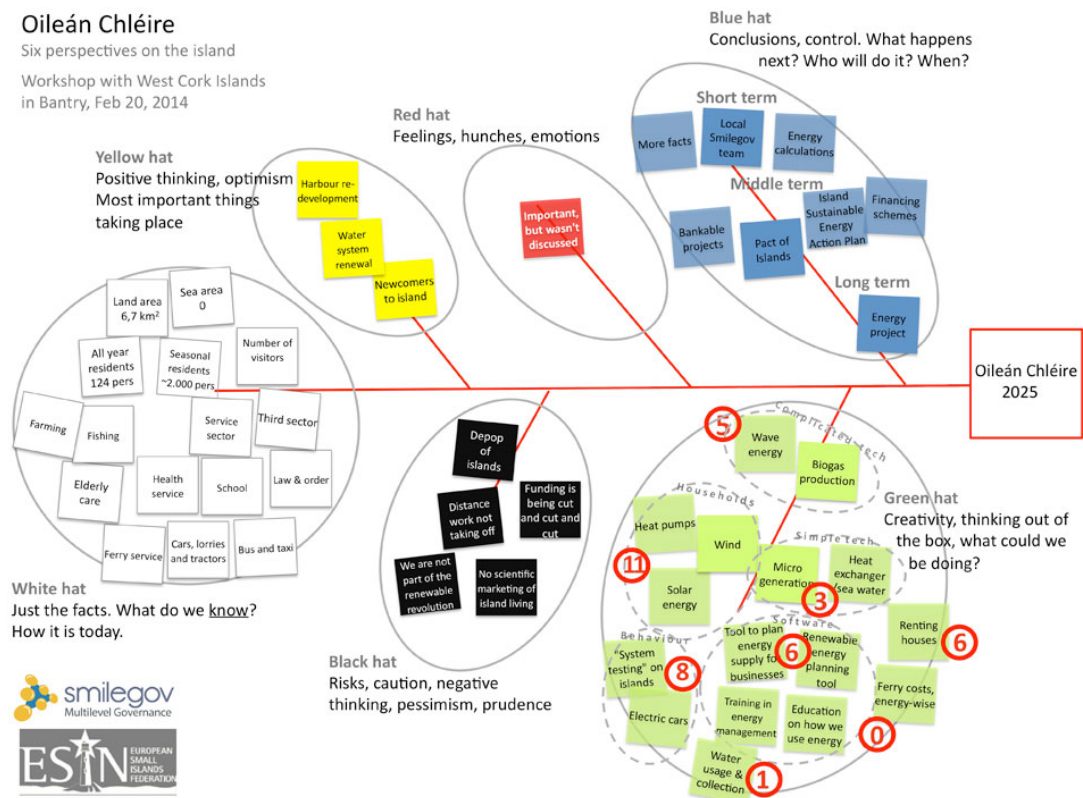 Oileán Chléire
Six perspectives on the island
Workshop with West Cork Islands
in Bantry, Feb 20, 2014
Yellow hat
Positive thinking, optimism
Most important things
taking place
Harbour re-
development
Water
system
renewal
Newcomers
to island
Red hat
Feelings, hunches, emotions
Important,
but wasn't
discussed
Blue hat
Conclusions, control. What happens
next? Who will do it? When?
Short term
More facts
Local
Smilegov
team
Energy
calculations
Middle term
Bankable
projects
Pact of
Islands
Island
Sustainable
Energy
Action Plan
Financing
schemes
Long term
Energy
project
Land area
6,7 km²
Sea area
0
All year
residents
124 pers
Seasonal
residents
~2.000 pers
Number of
visitors
Farming
Fishing
Service
sector
Third sector
Elderly
care
Health
service
School
Law & order
Ferry service
Cars, lorries
and tractors
Bus and taxi
White hat
Just the facts. What do we know?
How it is today.
Oileán Chléire
2025
Depop
of
islands
Distance
work not
taking off
Funding is
being cut
and cut and
cut
We are not
part of the
renewable
revolution
No scientific
marketing of
island living
Black hat
Risks, caution, negative
thinking, pessimism, prudence
Complicated tech
5
Wave
energy
Biogas
production
Green hat
Creativity, thinking out of
the box, what could we
be doing?
Households
Heat pumps
Wind
11
Solar
energy
Simple tech
Micro
generation
3
Heat
exchanger
/sea water
Renting
houses
6
Behaviour
"System
testing" on
islands
8
Electric cars
Software
Tool to plan
energy
supply for
businesses
6
Renewable
energy
planning
tool
Training in
energy
management
Education
on how we
use energy
0
Ferry costs,
energy-wise
Water
usage &
collection
1
smilegov
Multilevel Governance
ESIN
EUROPEAN
SMALL
ISLANDS
FEDERATION